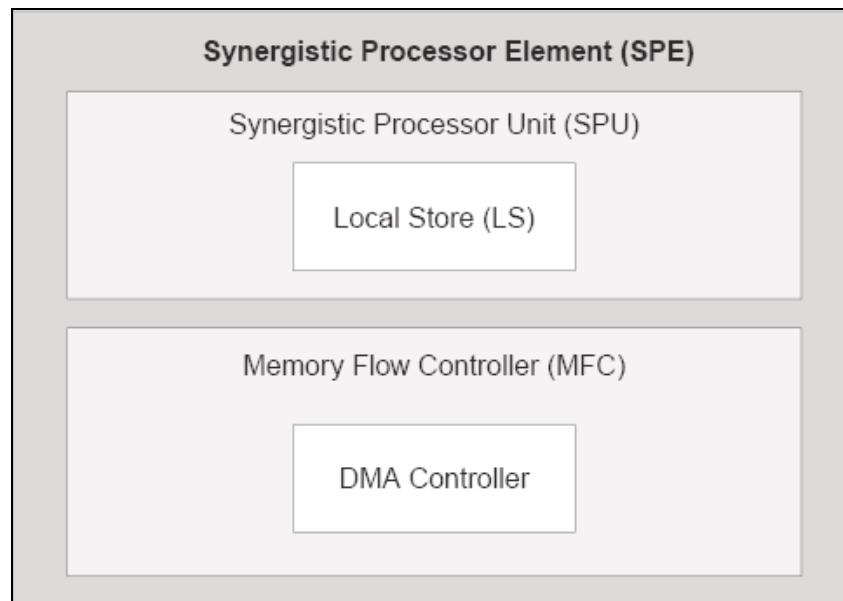 Synergistic Processor Element (SPE)
Synergistic Processor Unit (SPU)
Local Store (LS)
Memory Flow Controller (MFC)
DMA Controller